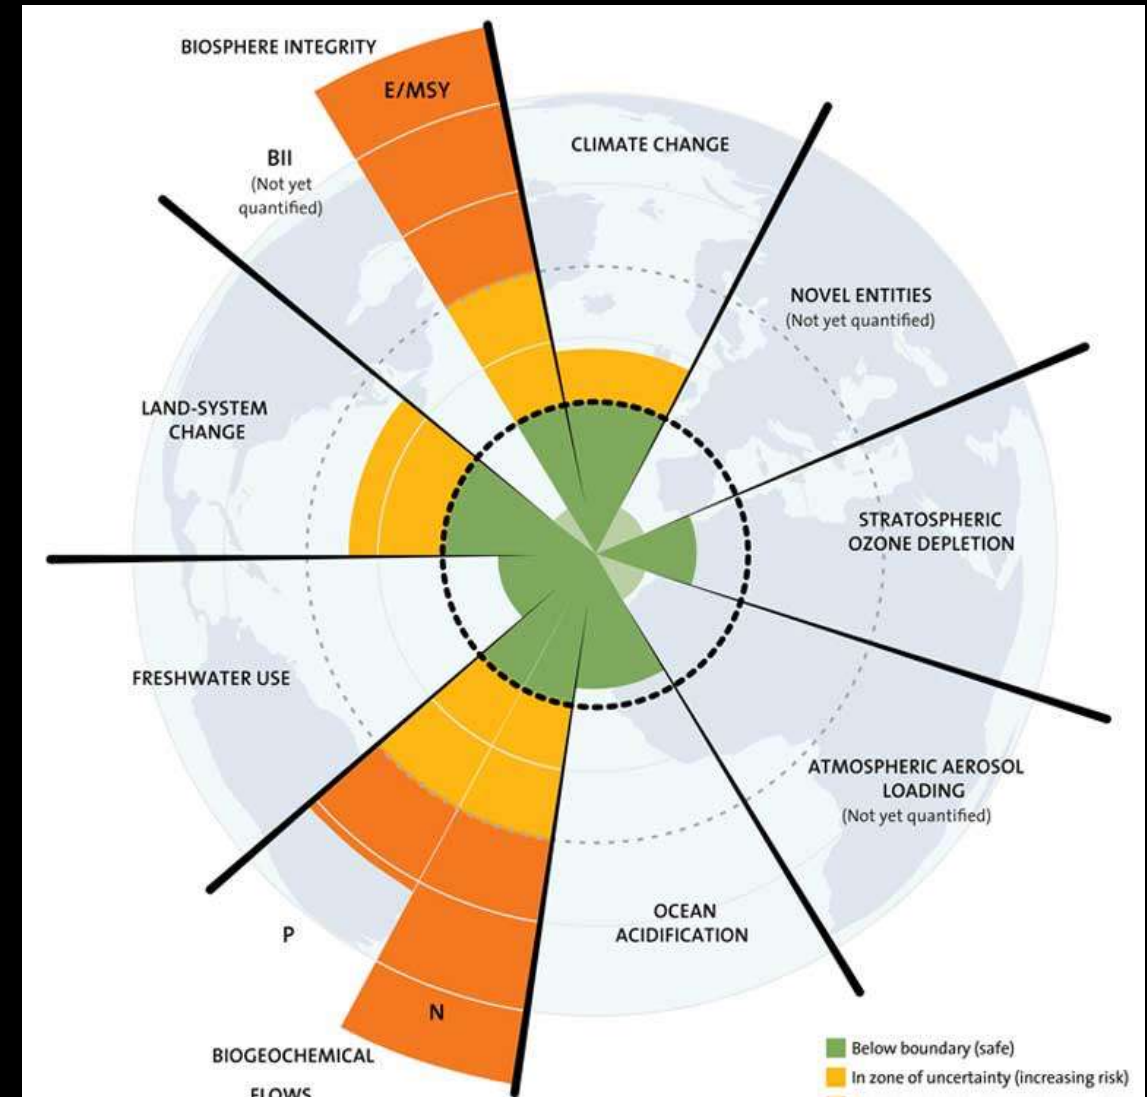 BIOSPHERE INTEGRITY
E/MSY
CLIMATE CHANGE
BII
(Not yet
quantified)
NOVEL ENTITIES
(Not yet quantified)
LAND-SYSTEM
CHANGE
STRATOSPHERIC
OZONE DEPLETION
FRESHWATER USE
ATMOSPHERIC AEROSOL
LOADING
(Not yet quantified)
OCEAN
ACIDIFICATION
P
N
BIOGEOCHEMICAL
FLOWS
Below boundary (safe)
In zone of uncertainty (increasing risk)